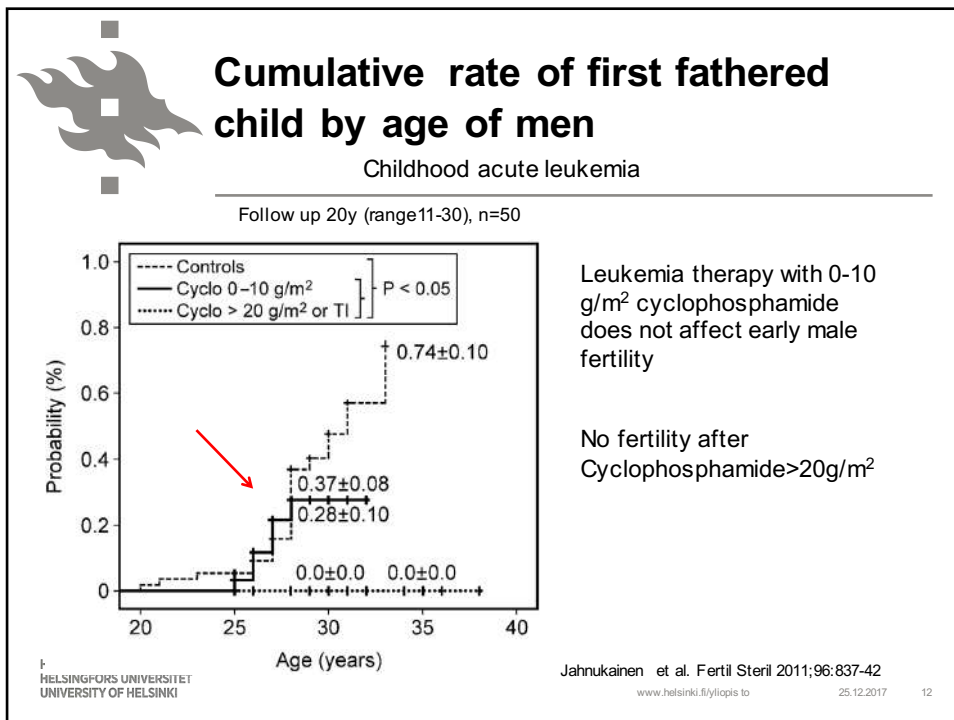 Cumulative rate of first fathered
child by age of men
Childhood acute leukemia
Follow up 20y (range11-30), n=50
1.0
0.8
0.6
0.4
0.2
0
Probability (%)
Controls
Cyclo 0–10 g/m²
Cyclo > 20 g/m² or TI
P < 0.05
0.74±0.10
0.37±0.08
0.28±0.10
0.0±0.0 0.0±0.0
20 25 30 35 40
Age (years)
Leukemia therapy with 0-10
g/m² cyclophosphamide
does not affect early male
fertility
No fertility after
Cyclophosphamide>20g/m²
Jahnukainen et al. Fertil Steril 2011;96:837-42
HELSINGFORS UNIVERSITET
UNIVERSITY OF HELSINKI
www.helsinki.fi/yliopis to 25.12.2017 12